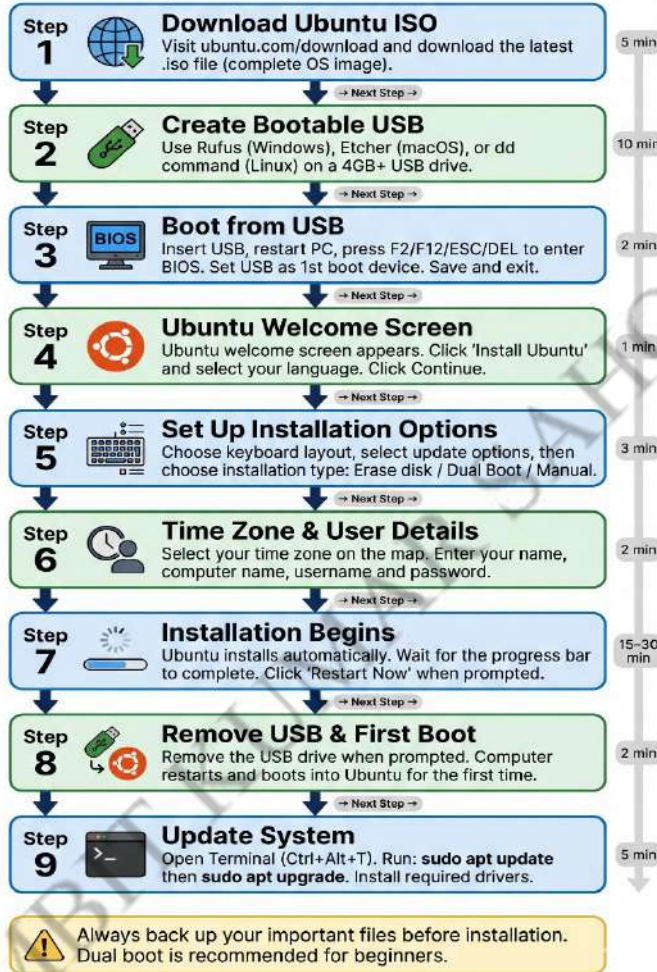 Step
1
Download Ubuntu ISO
Visit ubuntu.com/download and download the latest
.iso file (complete OS image).
5 min
→ Next Step →
Step
2
Create Bootable USB
Use Rufus (Windows), Etcher (macOS), or dd
command (Linux) on a 4GB+ USB drive.
10 min
→ Next Step →
Step
3
BIOS
Boot from USB
Insert USB, restart PC, press F2/F12/ESC/DEL to enter
BIOS. Set USB as 1st boot device. Save and exit.
2 min
→ Next Step →
Step
4
Ubuntu Welcome Screen
Ubuntu welcome screen appears. Click 'Install Ubuntu'
and select your language. Click Continue.
1 min
→ Next Step →
Step
5
Set Up Installation Options
Choose keyboard layout, select update options, then
choose installation type: Erase disk / Dual Boot / Manual.
3 min
→ Next Step →
Step
6
Time Zone & User Details
Select your time zone on the map. Enter your name,
computer name, username and password.
2 min
→ Next Step →
Step
7
Installation Begins
Ubuntu installs automatically. Wait for the progress bar
to complete. Click 'Restart Now' when prompted.
15–30
min
→ Next Step →
Step
8
Remove USB & First Boot
Remove the USB drive when prompted. Computer
restarts and boots into Ubuntu for the first time.
2 min
→ Next Step →
Step
9
>_
Update System
Open Terminal (Ctrl+Alt+T). Run: sudo apt update
then sudo apt upgrade. Install required drivers.
5 min
Always back up your important files before installation.
Dual boot is recommended for beginners.
KUMAR